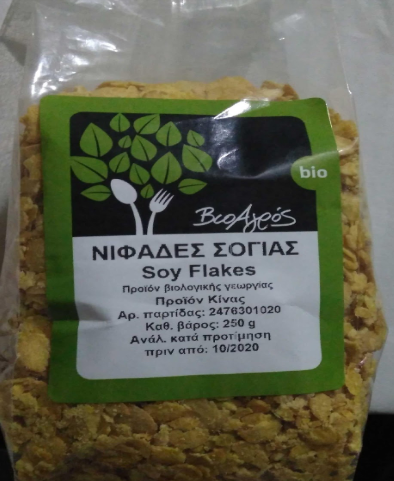 bio
ΒιοΑγρός
ΝΙΦΑΔΕΣ ΣΟΓΙΑΣ
Soy Flakes
Προϊόν βιολογικής γεωργίας
Προϊόν Κίνας
Αρ. παρτίδας: 2476301020
Καθ. βάρος: 250 g
Ανάλ. κατά προτίμηση
πριν από: 10/2020